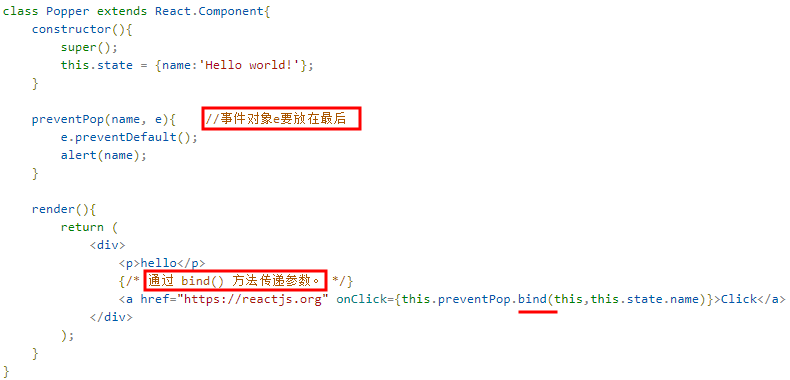 class Popper extends React.Component{
    constructor(){
        super();
        this.state = {name:'Hello world!'};
    }

    preventPop(name, e){    //事件对象e要放在最后
        e.preventDefault();
        alert(name);
    }

    render(){
        return (
            <div>
                <p>hello</p>
                {/* 通过 bind() 方法传递参数。 */}
                <a href="https://reactjs.org" onClick={this.preventPop.bind(this,this.state.name)}>Click</a>
            </div>
        );
    }
}